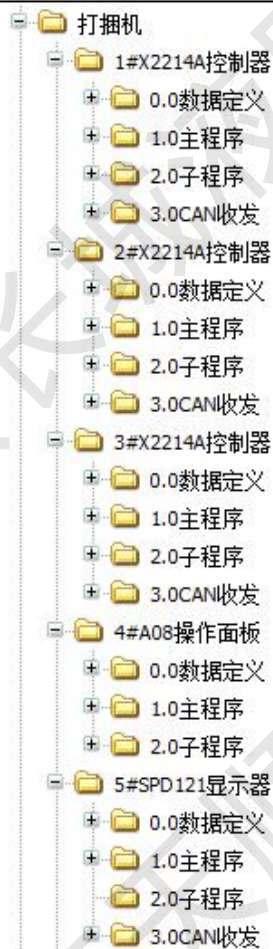 打捆机
1#X2214A控制器
0.0数据定义
1.0主程序
2.0子程序
3.0CAN收发
2#X2214A控制器
0.0数据定义
1.0主程序
2.0子程序
3.0CAN收发
3#X2214A控制器
0.0数据定义
1.0主程序
2.0子程序
3.0CAN收发
4#A08操作面板
0.0数据定义
1.0主程序
2.0子程序
5#SPD121显示器
0.0数据定义
1.0主程序
2.0子程序
3.0CAN收发